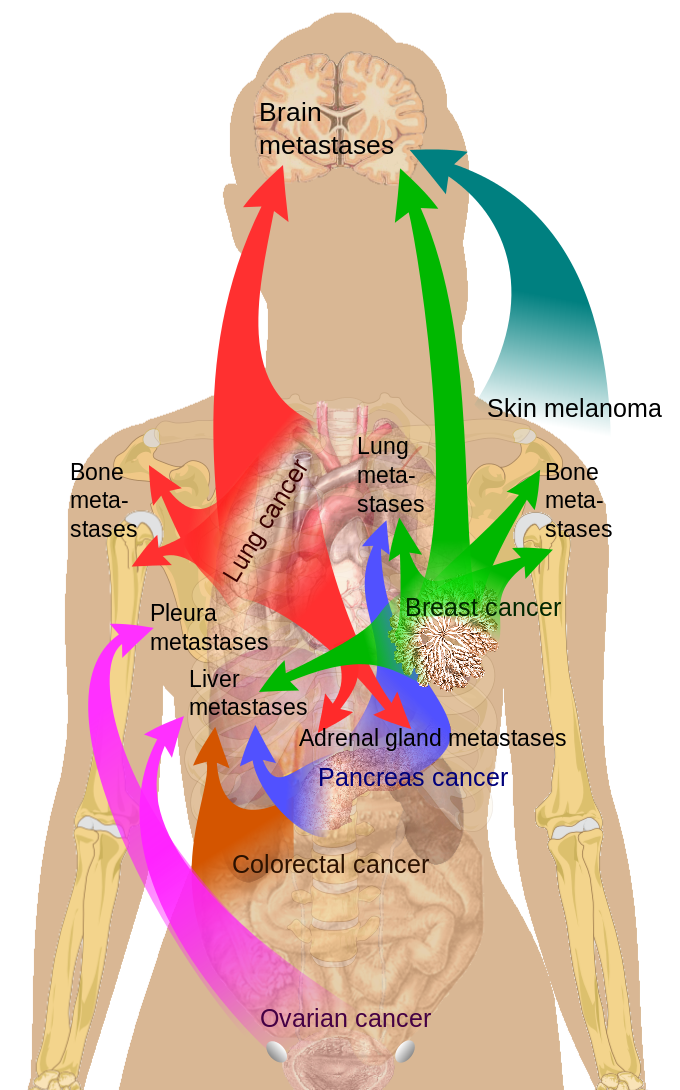 Brain
metastases
Skin melanoma
Lung
meta-
stases
Bone
meta-
stases
Bone
meta-
stases
Lung cancer
Breast cancer
Pleura
metastases
Liver
metastases
Adrenal gland metastases
Pancreas cancer
Colorectal cancer
Ovarian cancer